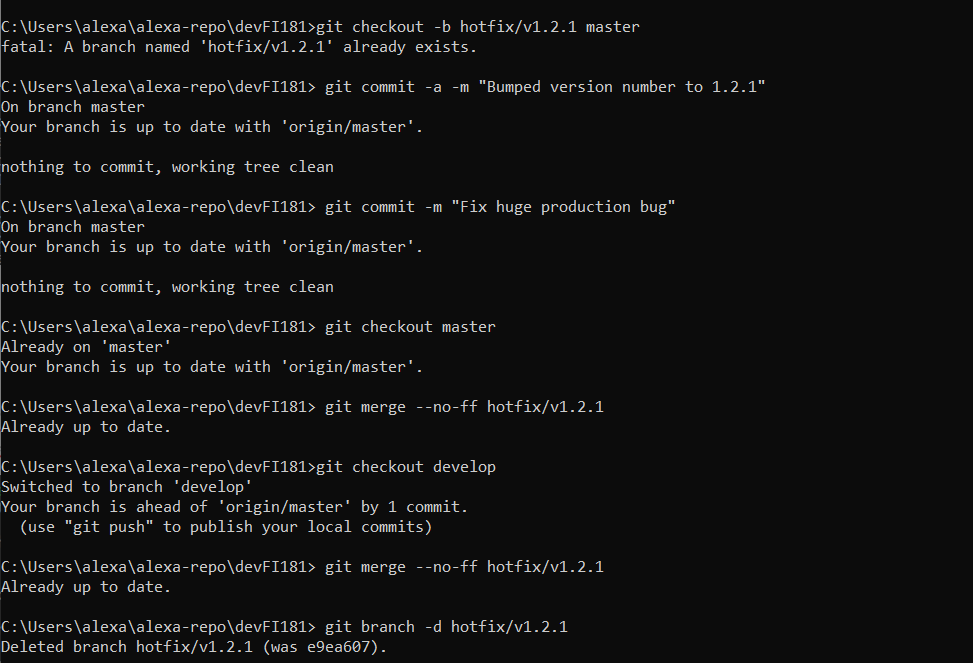 C:\Users\alexa\alexa-repo\devFI181>git checkout -b hotfix/v1.2.1 master
fatal: A branch named 'hotfix/v1.2.1' already exists.
C:\Users\alexa\alexa-repo\devFI181> git commit -a -m "Bumped version number to 1.2.1"
On branch master
Your branch is up to date with 'origin/master'.
nothing to commit, working tree clean
C:\Users\alexa\alexa-repo\devFI181> git commit -m "Fix huge production bug"
On branch master
Your branch is up to date with 'origin/master'.
nothing to commit, working tree clean
C:\Users\alexa\alexa-repo\devFI181> git checkout master
Already on 'master'
Your branch is up to date with 'origin/master'.
C:\Users\alexa\alexa-repo\devFI181> git merge --no-ff hotfix/v1.2.1
Already up to date.
C:\Users\alexa\alexa-repo\devFI181>git checkout develop
Switched to branch 'develop'
Your branch is ahead of 'origin/master' by 1 commit.
  (use "git push" to publish your local commits)
C:\Users\alexa\alexa-repo\devFI181> git merge --no-ff hotfix/v1.2.1
Already up to date.
C:\Users\alexa\alexa-repo\devFI181> git branch -d hotfix/v1.2.1
Deleted branch hotfix/v1.2.1 (was e9ea607).